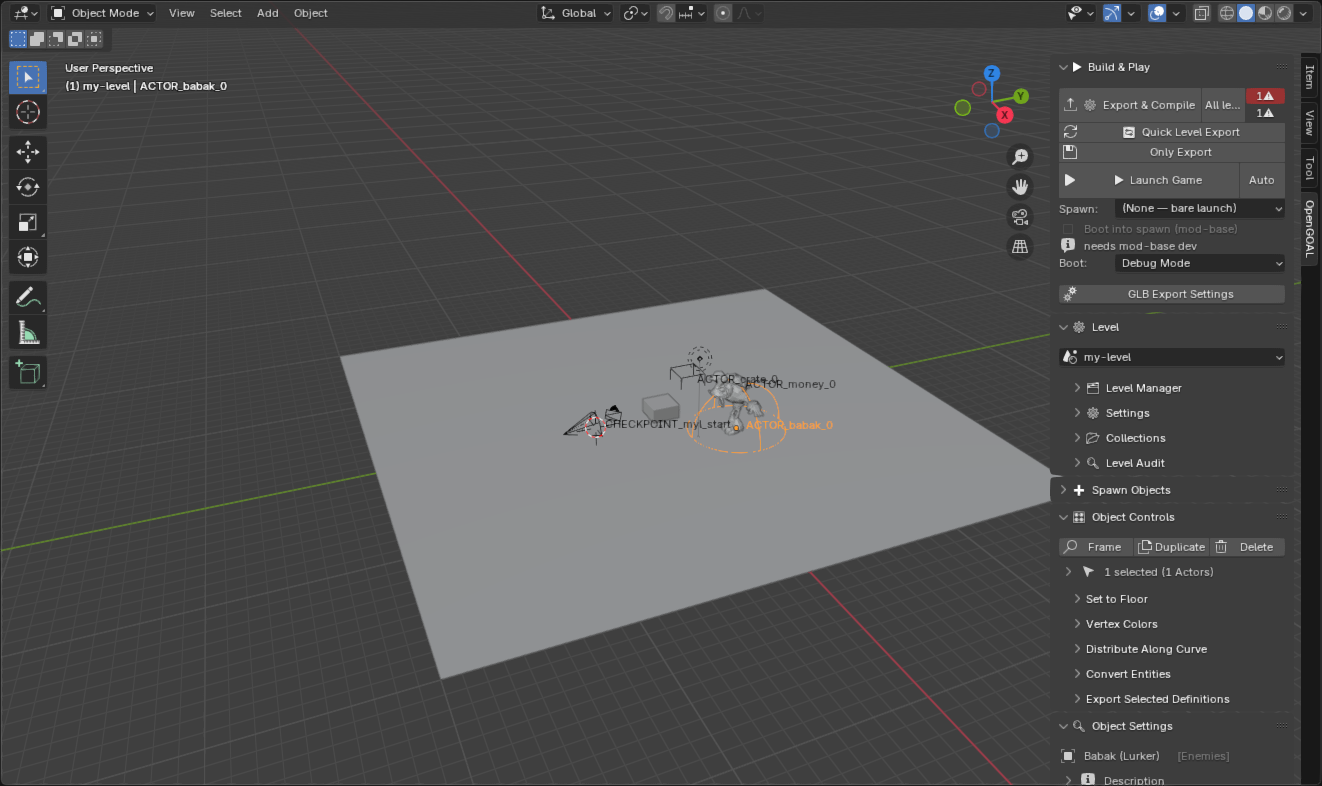 Object Mode View Select Add Object Global
User Perspective
(1) my-level | ACTOR_babak_0
Z
Y
X
ACTOR_crate_0
ACTOR_money_0
CHECKPOINT_myl_start
ACTOR_babak_0
Build & Play
Export & Compile All le... 1
1
Quick Level Export
Only Export
Launch Game Auto
Spawn: (None — bare launch)
Boot into spawn (mod-base)
needs mod-base dev
Boot: Debug Mode
GLB Export Settings
Level
my-level
Level Manager
Settings
Collections
Level Audit
Spawn Objects
Object Controls
Frame Duplicate Delete
1 selected (1 Actors)
Set to Floor
Vertex Colors
Distribute Along Curve
Convert Entities
Export Selected Definitions
Object Settings
Babak (Lurker) [Enemies]
Description
Item
View
Tool
OpenGOAL